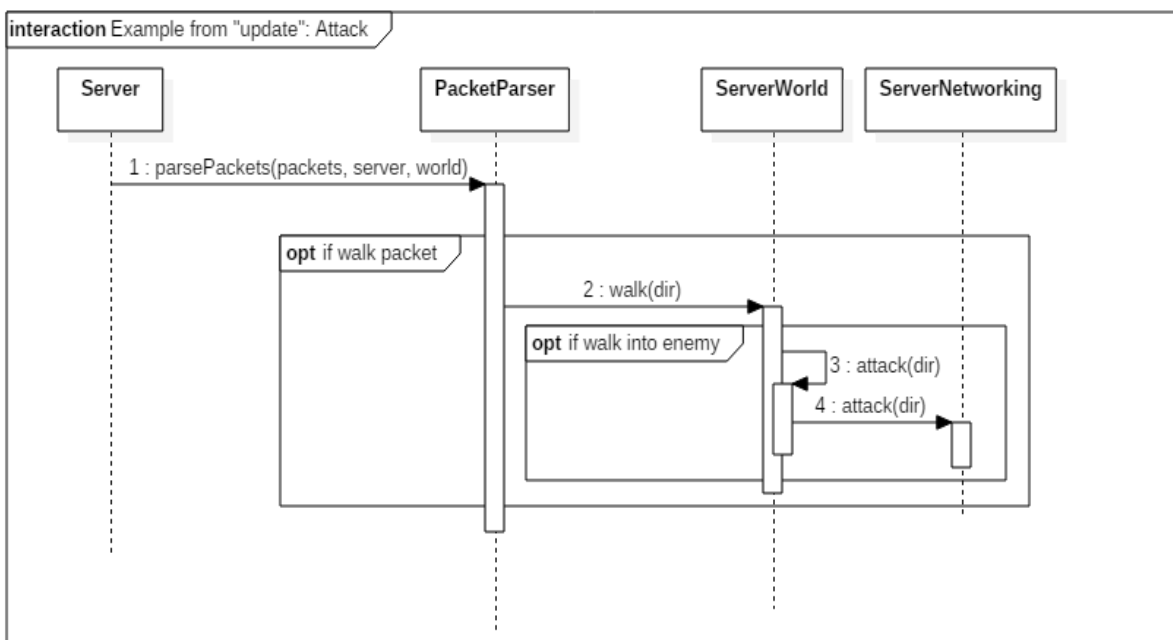 interaction Example from "update": Attack
Server
PacketParser
ServerWorld
ServerNetworking
1 : parsePackets(packets, server, world)
opt if walk packet
2 : walk(dir)
opt if walk into enemy
3 : attack(dir)
4 : attack(dir)